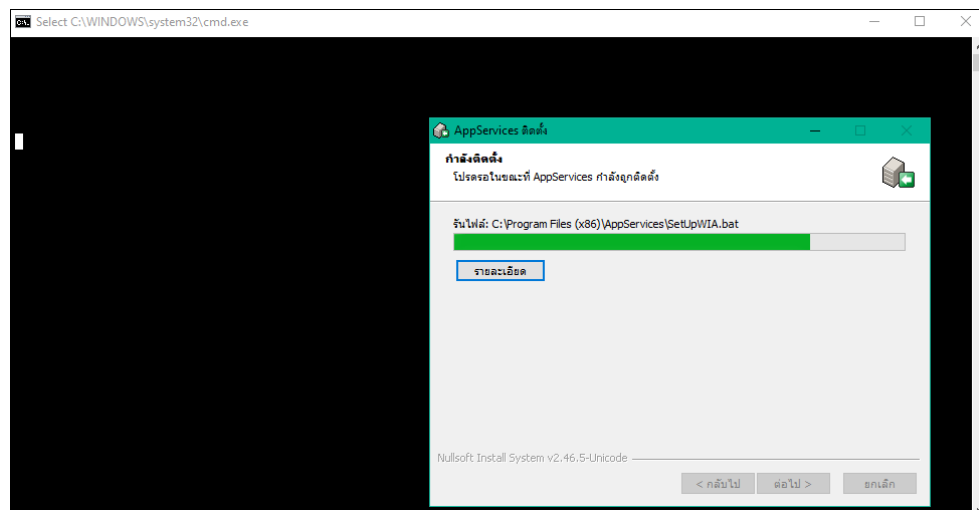 Select C:\WINDOWS\system32\cmd.exe
AppServices ติดตั้ง
กำลังติดตั้ง
โปรดรอในขณะที่ AppServices กำลังถูกติดตั้ง
รันไฟล์: C:\Program Files (x86)\AppServices\SetUpWIA.bat
รายละเอียด
Nullsoft Install System v2.46.5-Unicode
< กลับไป ต่อไป > ยกเลิก